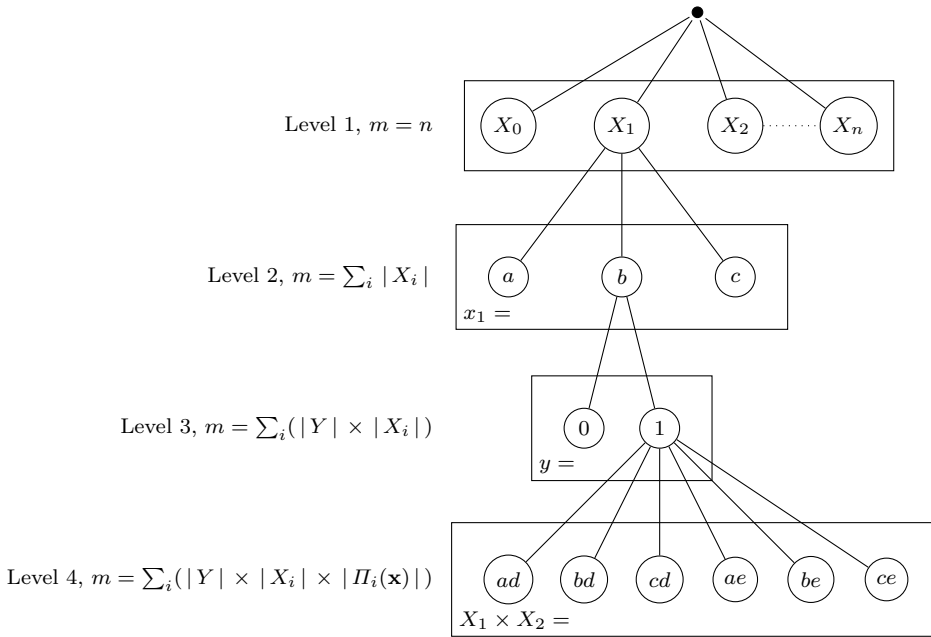 Level 1, m = n
X₀ X₁ X₂ Xₙ
Level 2, m = ∑ᵢ |Xᵢ|
a b c
x₁ =
Level 3, m = ∑ᵢ(|Y| × |Xᵢ|)
0 1
y =
Level 4, m = ∑ᵢ(|Y| × |Xᵢ| × |Πᵢ(𝐱)|)
ad bd cd ae be ce
X₁ × X₂ =